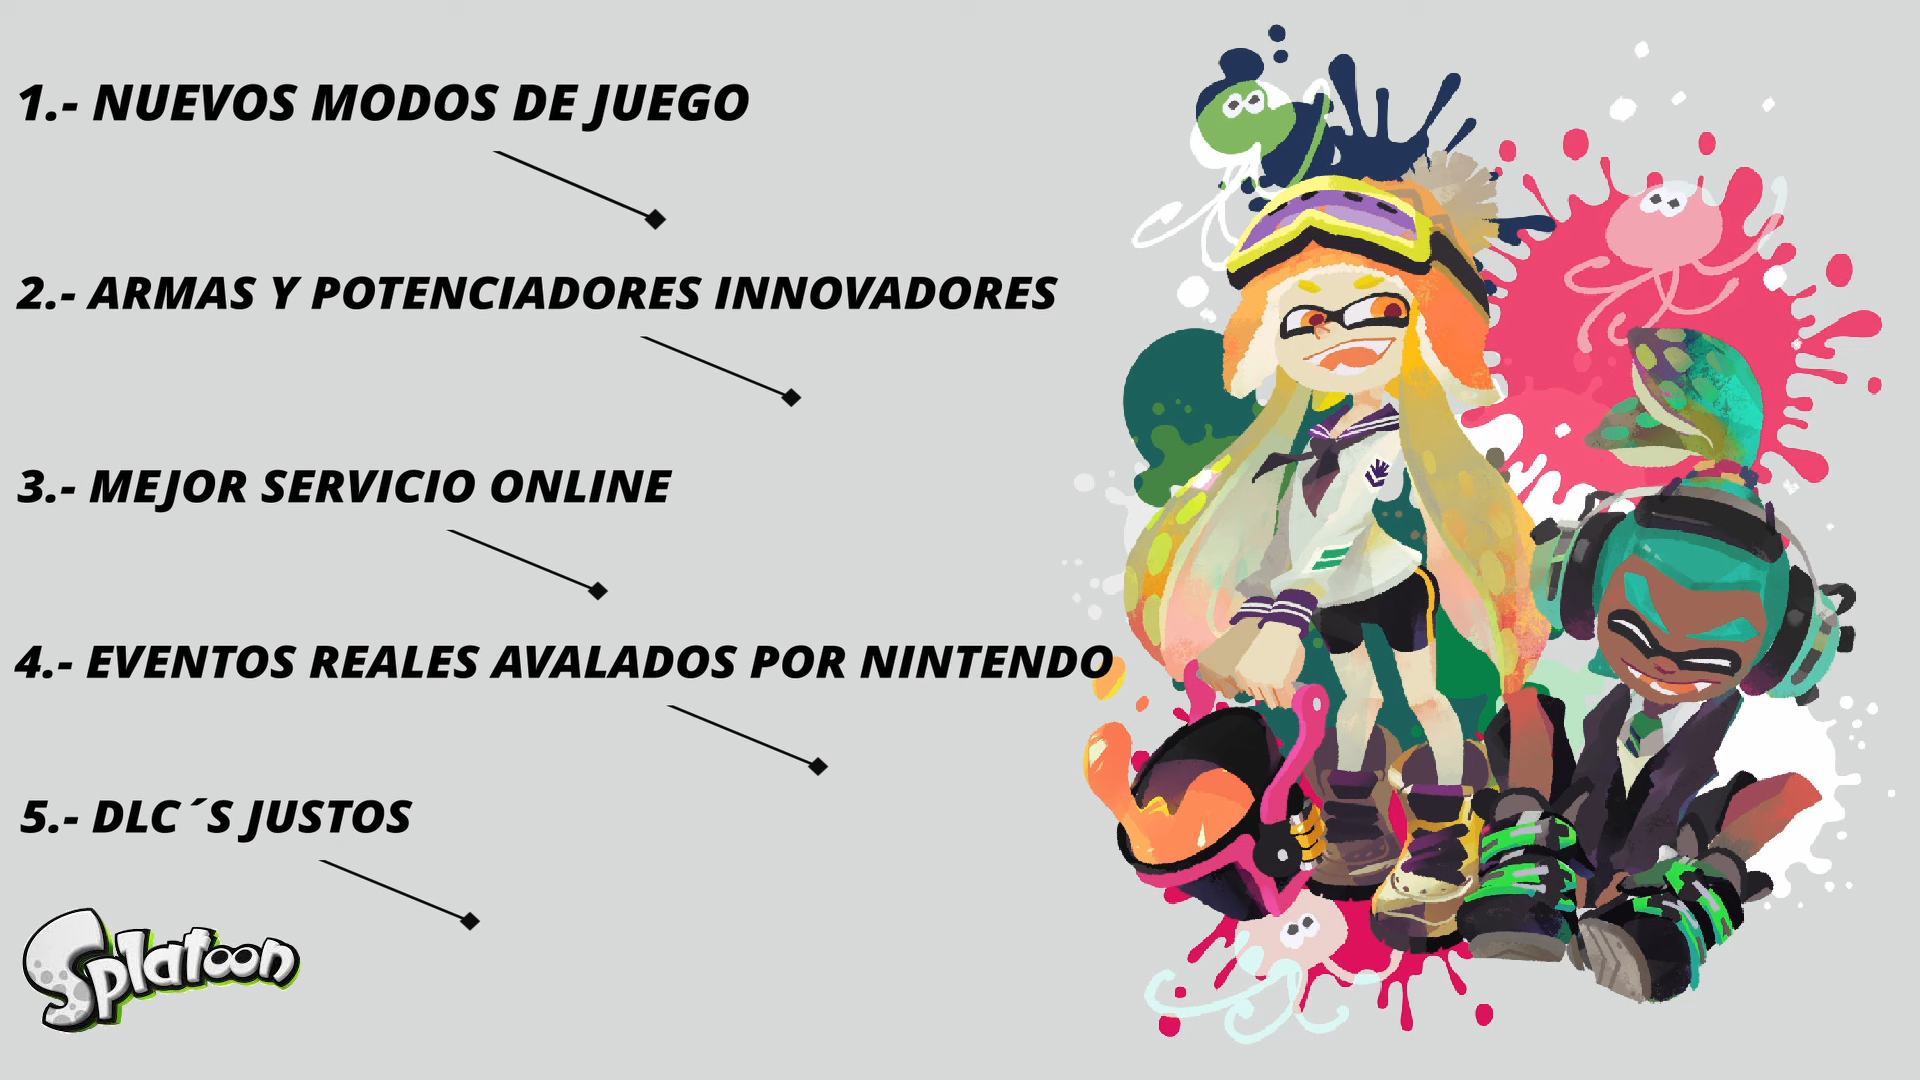 1.- NUEVOS MODOS DE JUEGO
2.- ARMAS Y POTENCIADORES INNOVADORES
3.- MEJOR SERVICIO ONLINE
4.- EVENTOS REALES AVALADOS POR NINTENDO
5.- DLC´S JUSTOS
Splatoon